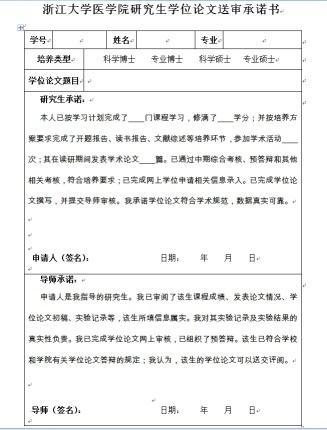 浙江大学医学院研究生学位论文送审承诺书
学号 姓名 专业
培养类型 科学博士 专业博士 科学硕士 专业硕士
学位论文题目
研究生承诺:
本人已按学习计划完成了____门课程学习，修满了____学分；并按培养方
案要求完成了开题报告、读书报告、文献综述等培养环节，参加学术活动____
次；其在读研期间发表学术论文____篇。已通过中期综合考核、预答辩和其他
相关考核，符合培养要求；已完成网上学位申请相关信息录入。已完成学位论
文撰写，并提交导师审核。我承诺学位论文符合学术规范，数据真实可靠。
申请人（签名）： 日期： 年 月 日
导师承诺:
申请人是我指导的研究生。我已审阅了该生课程成绩、发表论文情况、学
位论文初稿、实验记录等，该生所填信息属实。我对其实验记录及实验结果的
真实性负责。我已完成学位论文网上审核，已组织了预答辩。该生已符合学校
和学院有关学位论文答辩的规定；我认为，该生的学位论文可以送交评阅。
导师（签名）： 日期： 年 月 日